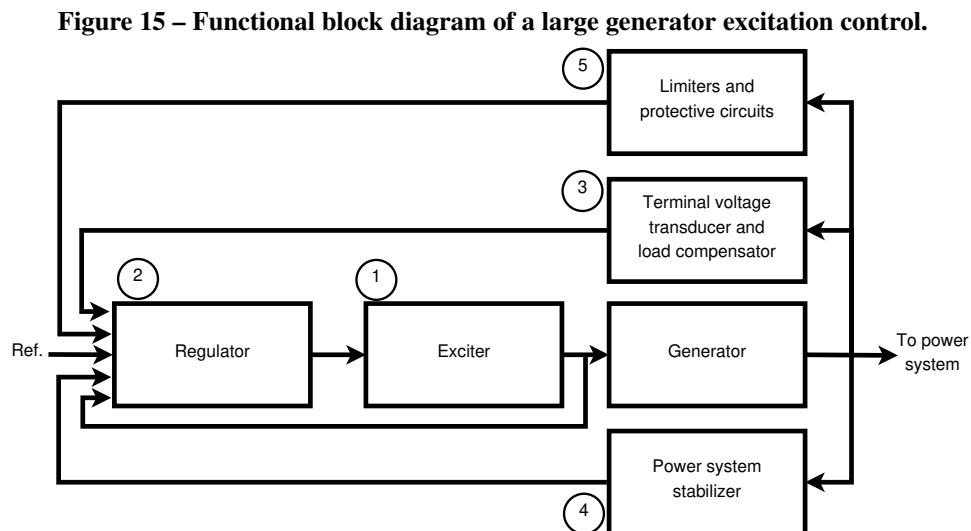 Figure 15 – Functional block diagram of a large generator excitation control.
5
Limiters and
protective circuits
3
Terminal voltage
transducer and
load compensator
2
1
Ref.
Regulator
Exciter
Generator
To power
system
Power system
stabilizer
4